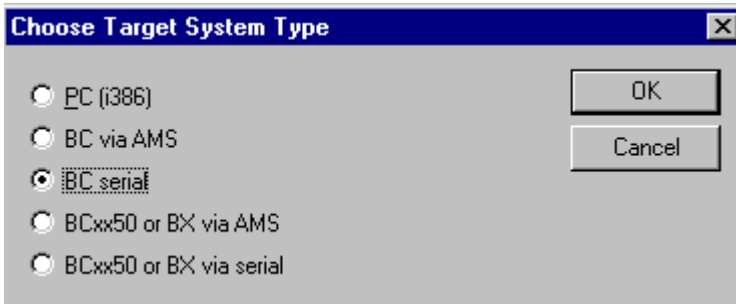 Choose Target System Type
PC (i386)
OK
BC via AMS
Cancel
BC serial
BCxx50 or BX via AMS
BCxx50 or BX via serial